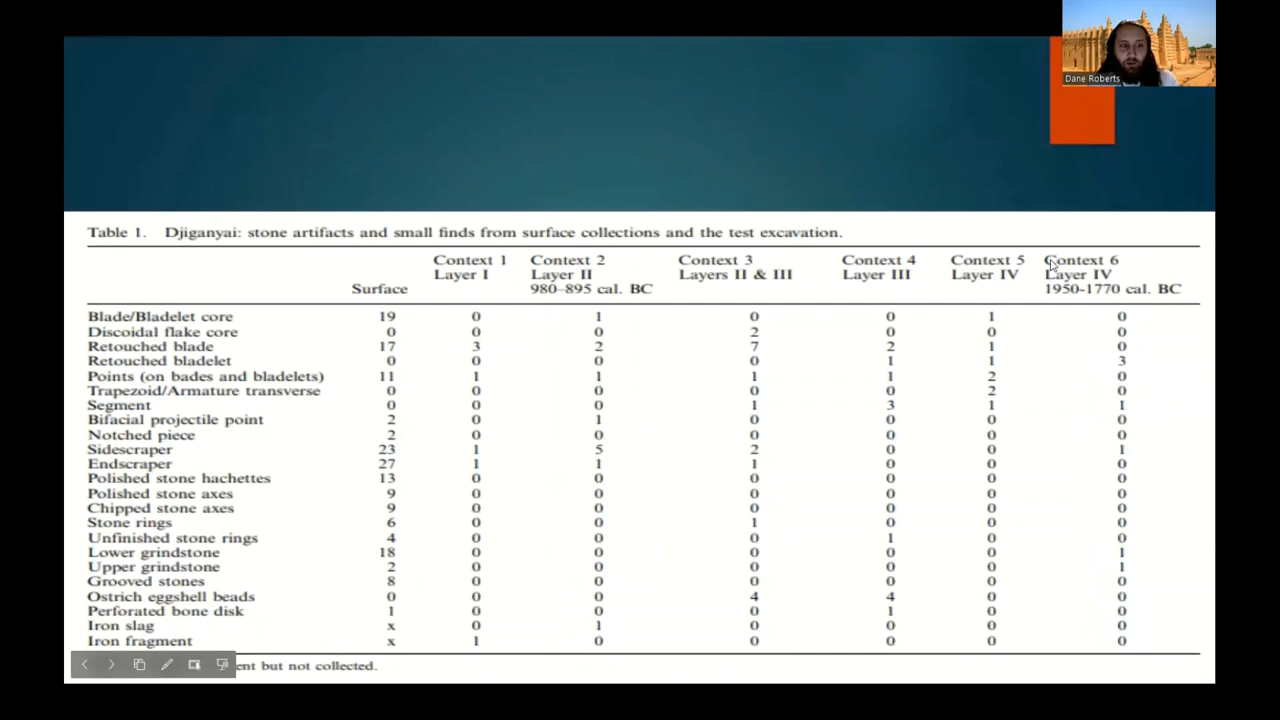 Dane Roberts
Table 1. Djiganyai: stone artifacts and small finds from surface collections and the test excavation.
Context 1 Context 2 Context 3 Context 4 Context 5 Context 6
Layer I Layer II Layers II & III Layer III Layer IV Layer IV
Surface 980–895 cal. BC 1950-1770 cal. BC
Blade/Bladelet core 19 0 1 0 0 1 0
Discoidal flake core 0 0 0 2 0 0 0
Retouched blade 17 3 2 7 2 1 0
Retouched bladelet 0 0 0 0 1 1 3
Points (on bades and bladelets) 11 1 1 1 1 2 0
Trapezoid/Armature transverse 0 0 0 0 0 2 0
Segment 0 0 0 1 3 1 1
Bifacial projectile point 2 0 1 0 0 0 0
Notched piece 2 0 0 0 0 0 0
Sidescraper 23 1 5 2 0 0 1
Endscraper 27 1 1 1 0 0 0
Polished stone hachettes 13 0 0 0 0 0 0
Polished stone axes 9 0 0 0 0 0 0
Chipped stone axes 9 0 0 0 0 0 0
Stone rings 6 0 0 1 0 0 0
Unfinished stone rings 4 0 0 0 1 0 0
Lower grindstone 18 0 0 0 0 0 1
Upper grindstone 2 0 0 0 0 0 1
Grooved stones 8 0 0 0 0 0 0
Ostrich eggshell beads 0 0 0 4 4 0 0
Perforated bone disk 1 0 0 0 1 0 0
Iron slag x 0 1 0 0 0 0
Iron fragment x 1 0 0 0 0 0
but not collected.